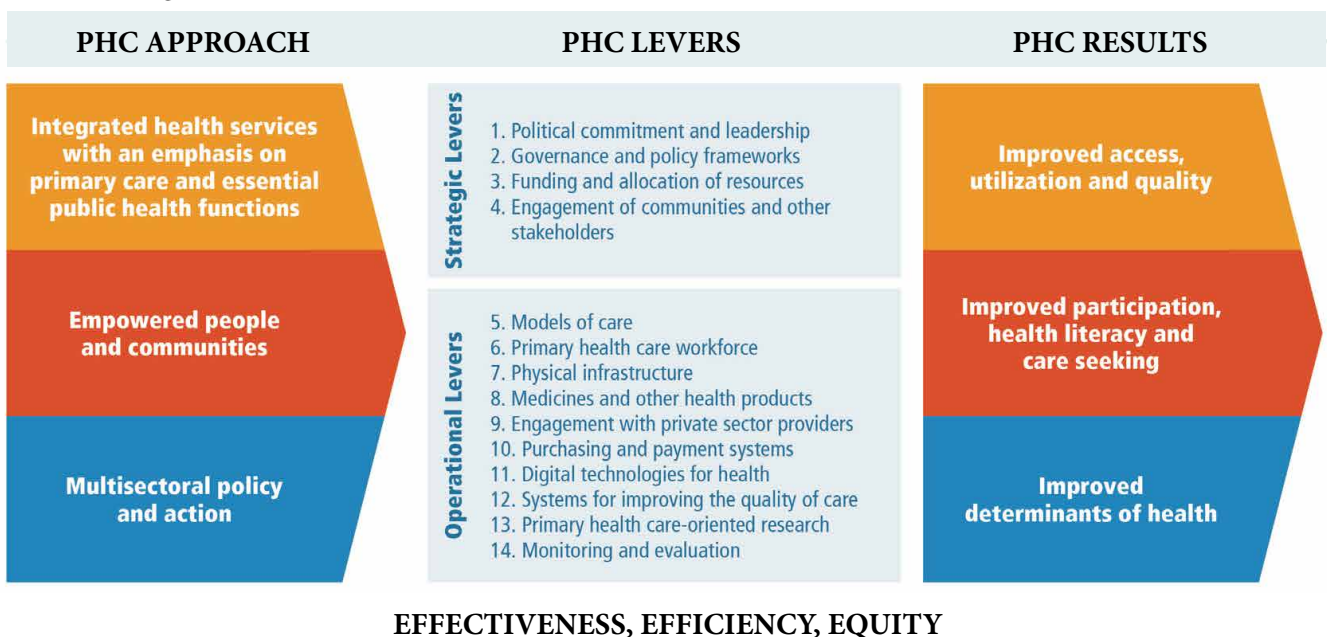 PHC APPROACH
PHC LEVERS
PHC RESULTS
Integrated health services
with an emphasis on
primary care and essential
public health functions
Empowered people
and communities
Multisectoral policy
and action
Strategic Levers
1. Political commitment and leadership
2. Governance and policy frameworks
3. Funding and allocation of resources
4. Engagement of communities and other
stakeholders
Operational Levers
5. Models of care
6. Primary health care workforce
7. Physical infrastructure
8. Medicines and other health products
9. Engagement with private sector providers
10. Purchasing and payment systems
11. Digital technologies for health
12. Systems for improving the quality of care
13. Primary health care-oriented research
14. Monitoring and evaluation
Improved access,
utilization and quality
Improved participation,
health literacy and
care seeking
Improved
determinants of health
EFFECTIVENESS, EFFICIENCY, EQUITY